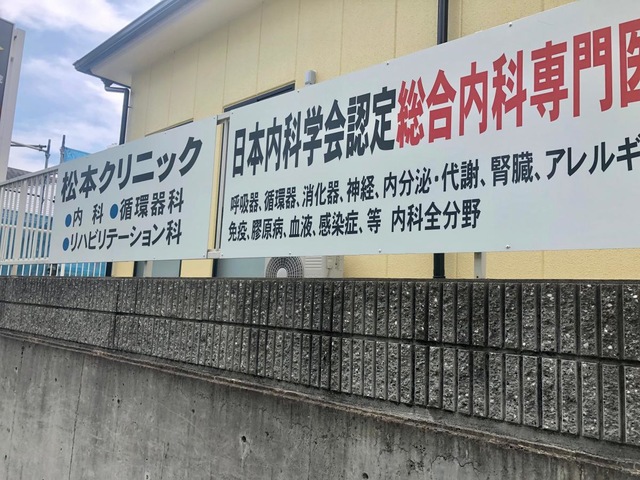 松本クリニック
●内科 ●循環器科
●リハビリテーション科
日本内科学会認定総合内科専門医
呼吸器、循環器、消化器、神経、内分泌・代謝、腎臓、アレルギ
免疫、膠原病、血液、感染症、等 内科全分野